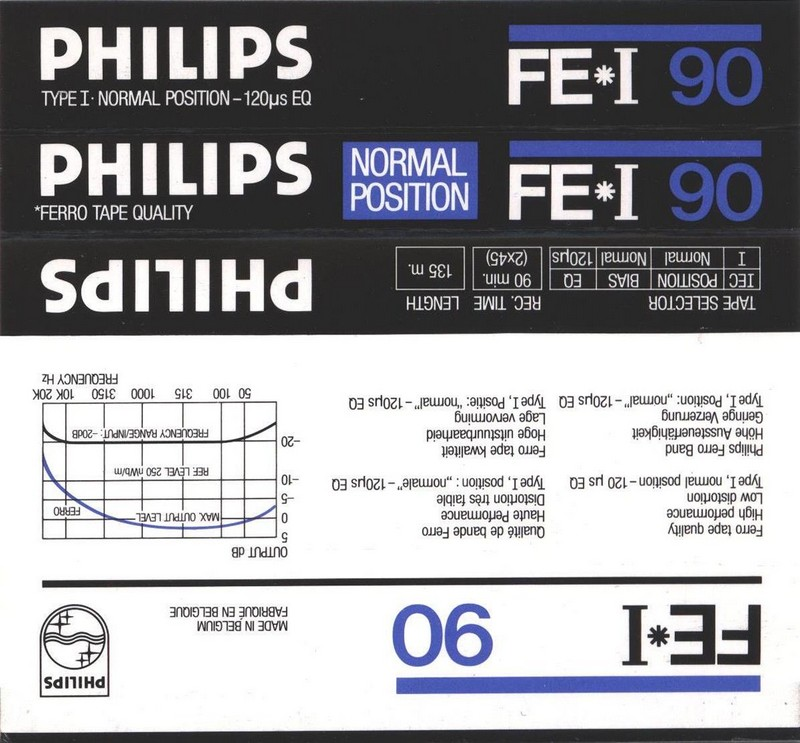 PHILIPS
TYPE I · NORMAL POSITION – 120µs EQ
FE*I 90
PHILIPS
*FERRO TAPE QUALITY
NORMAL
POSITION
FE*I 90
PHILIPS
TAPE SELECTOR
IEC POSITION BIAS EQ
I Normal Normal 120µs
REC. TIME
90 min.
(2x45)
LENGTH
135 m.
FE*I
90
MADE IN BELGIUM
FABRIQUÉ EN BELGIQUE
PHILIPS
Ferro tape quality
High performance
Low distortion
Type I, normal position – 120 µs EQ
Philips Ferro Band
Höhe Aussteuerfähigkeit
Geringe Verzerrung
Type I, Position: „normal” – 120µs EQ
Qualité de bande Ferro
Haute Performance
Distortion très faible
Type I, position : „normale” – 120µs EQ
Ferro tape kwaliteit
Hoge uitstuurbaarheid
Lage vervorming
Type I, Positie: "normal" – 120µs EQ
OUTPUT dB
5
0
-5
-10
-20
MAX. OUTPUT LEVEL
FERRO
REF: LEVEL 250 nWb/m
FREQUENCY RANGE/INPUT: –20dB
50 100 315 1000 3150 10K 20K
FREQUENCY Hz